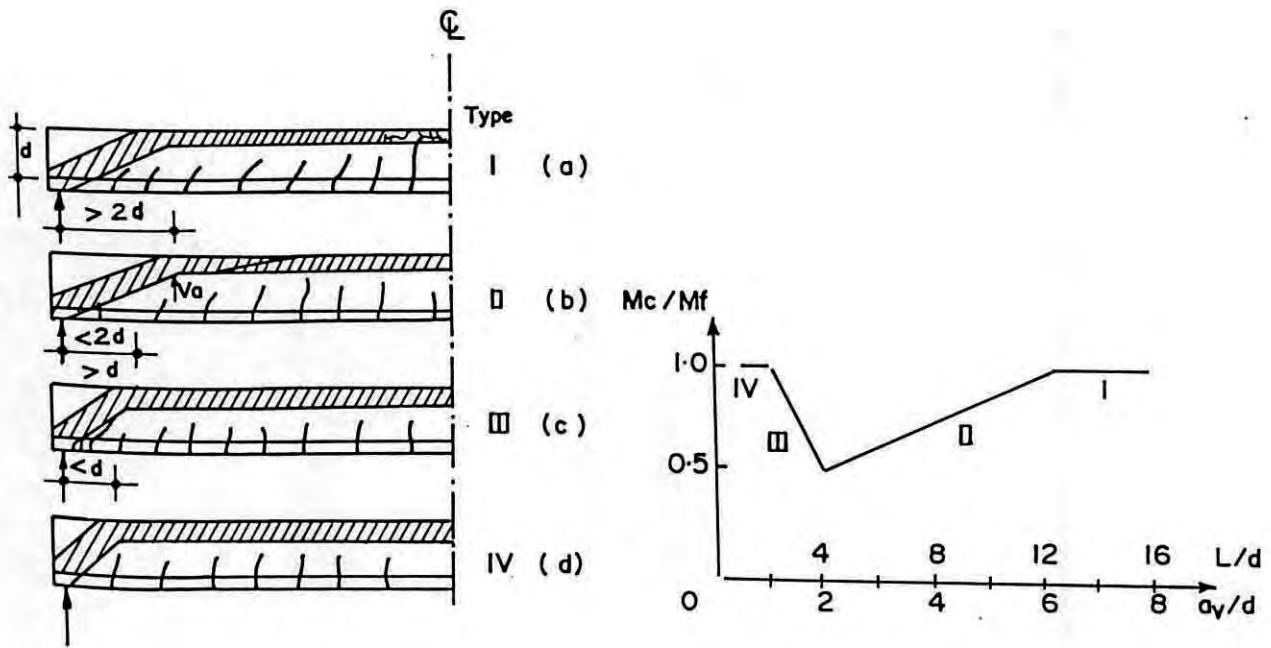 ℄
Type
d
I (a)
> 2d
Va
II (b)
< 2d
> d
III (c)
< d
IV (d)
Mc/Mf
1·0
IV
I
III
II
0·5
4 8 12 16 L/d
0 2 4 6 8 av/d